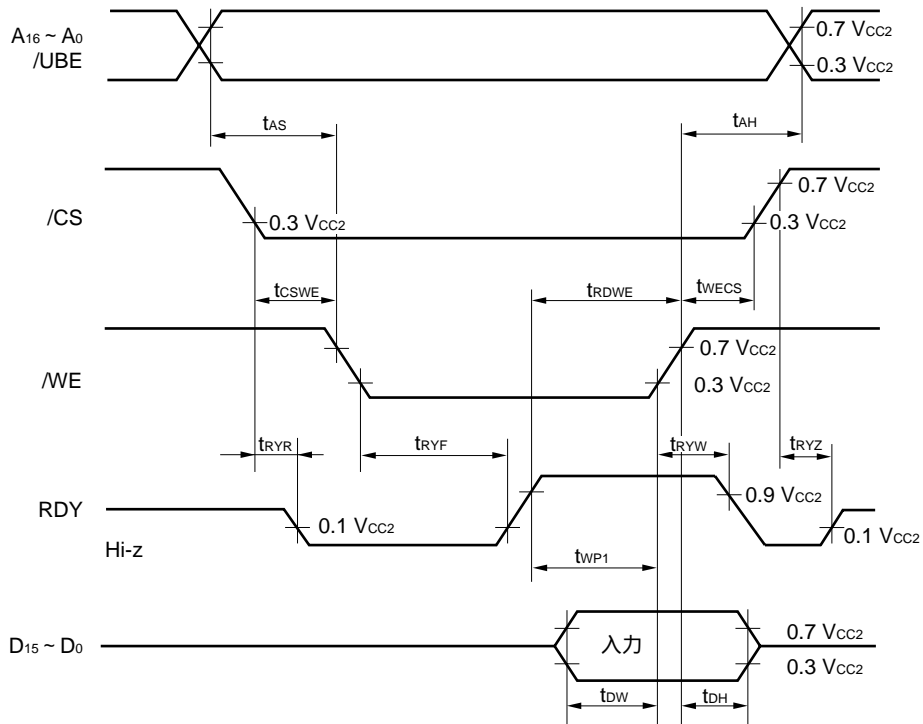 A16 ~ A0
/UBE
0.7 VCC2
0.3 VCC2
tAS
tAH
/CS
0.3 VCC2
0.7 VCC2
0.3 VCC2
tCSWE
tRDWE
tWECS
/WE
0.7 VCC2
0.3 VCC2
tRYR
tRYF
tRYW
tRYZ
RDY
Hi-z
0.1 VCC2
0.9 VCC2
0.1 VCC2
tWP1
D15 ~ D0
入力
0.7 VCC2
0.3 VCC2
tDW
tDH